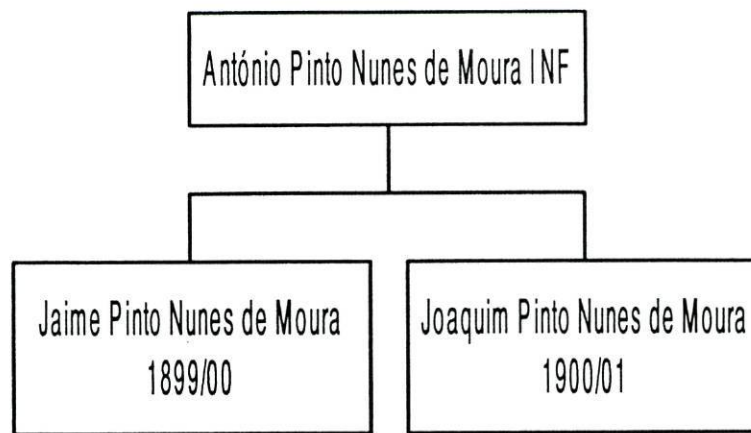 António Pinto Nunes de Moura INF
Jaime Pinto Nunes de Moura
1899/00
Joaquim Pinto Nunes de Moura
1900/01